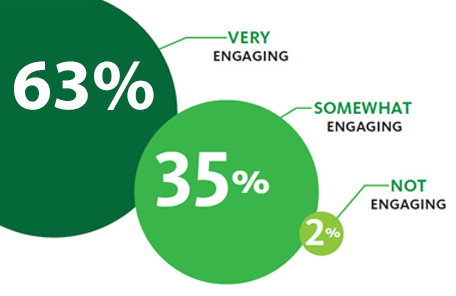 63%
VERY
ENGAGING
35%
SOMEWHAT
ENGAGING
2%
NOT
ENGAGING